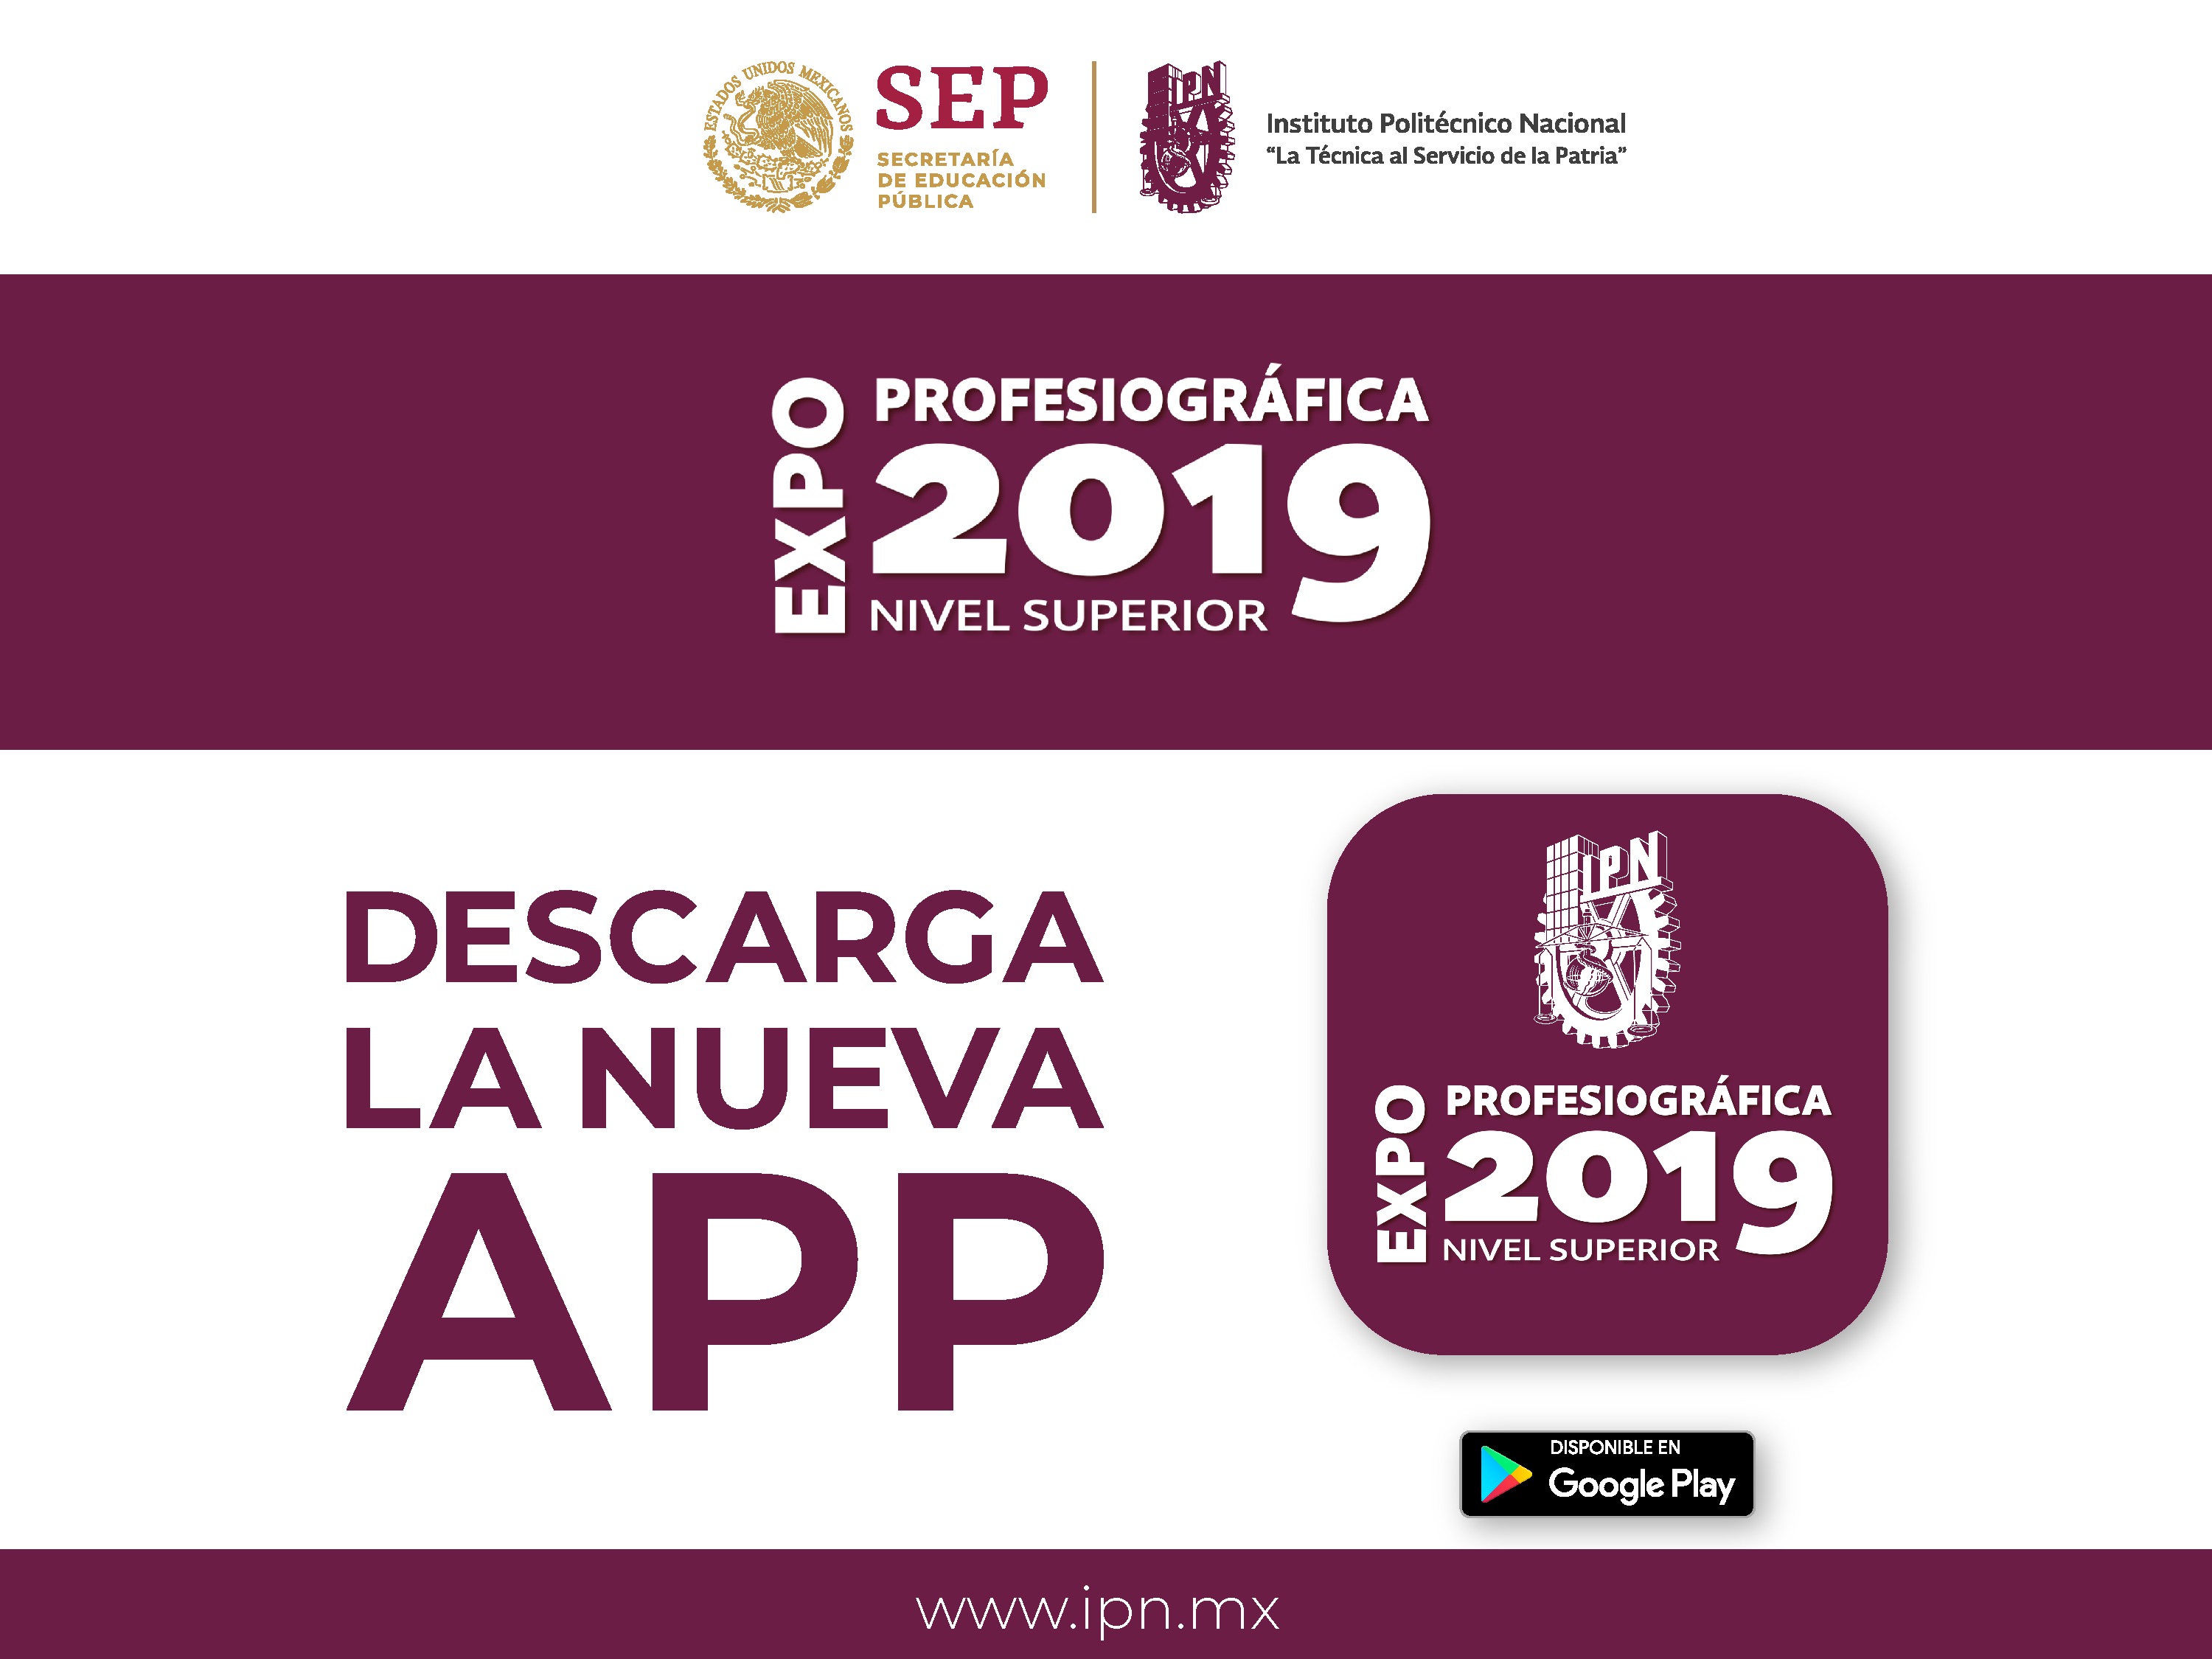 ESTADOS UNIDOS MEXICANOS
SEP
SECRETARÍA
DE EDUCACIÓN
PÚBLICA
IPN
Instituto Politécnico Nacional
“La Técnica al Servicio de la Patria”
EXPO
PROFESIOGRÁFICA
2019
NIVEL SUPERIOR
DESCARGA
LA NUEVA
APP
IPN
EXPO
PROFESIOGRÁFICA
2019
NIVEL SUPERIOR
DISPONIBLE EN
Google Play
www.ipn.mx